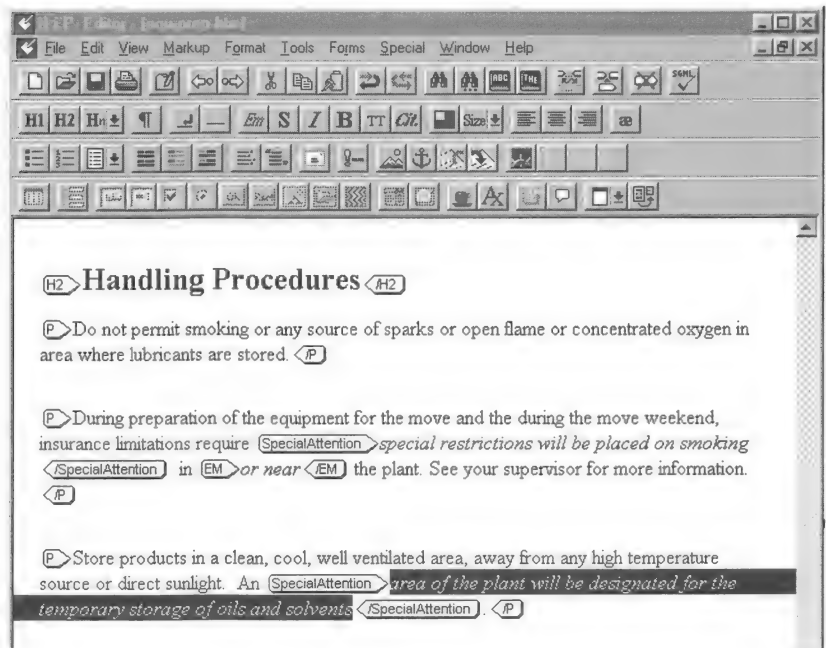 File Edit View Markup Format Tools Forms Special Window Help
ABC THE SGML
H1 H2 Hn ¶ Em S I B TT Cit. Size æ
OK
A
H2 Handling Procedures /H2
P Do not permit smoking or any source of sparks or open flame or concentrated oxygen in
area where lubricants are stored. /P
P During preparation of the equipment for the move and the during the move weekend,
insurance limitations require SpecialAttention special restrictions will be placed on smoking
/SpecialAttention in EM or near /EM the plant. See your supervisor for more information.
/P
P Store products in a clean, cool, well ventilated area, away from any high temperature
source or direct sunlight. An SpecialAttention area of the plant will be designated for the
temporary storage of oils and solvents /SpecialAttention . /P